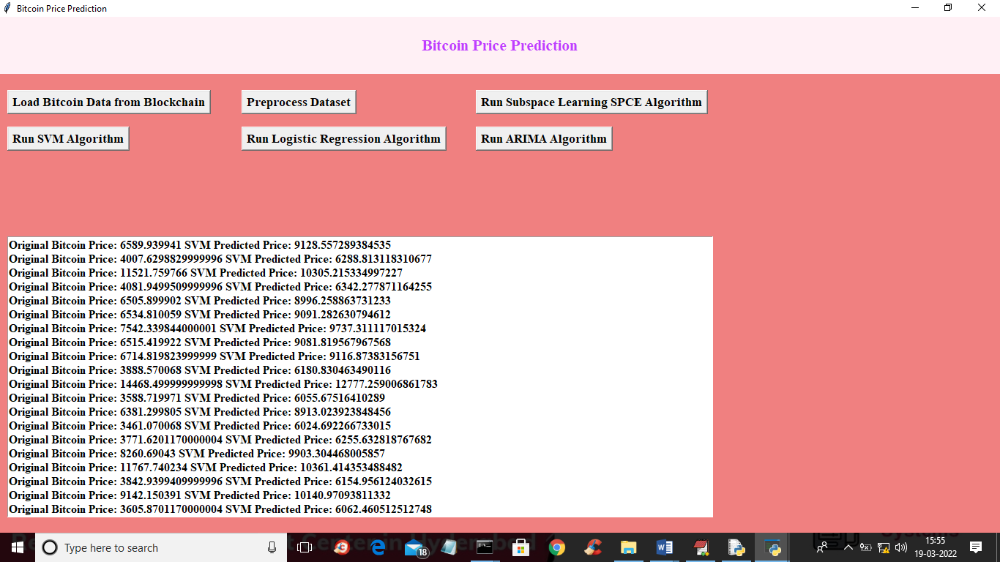 Bitcoin Price Prediction
Bitcoin Price Prediction
Load Bitcoin Data from Blockchain
Preprocess Dataset
Run Subspace Learning SPCE Algorithm
Run SVM Algorithm
Run Logistic Regression Algorithm
Run ARIMA Algorithm
Original Bitcoin Price: 6589.939941 SVM Predicted Price: 9128.557289384535
Original Bitcoin Price: 4007.6298829999996 SVM Predicted Price: 6288.813118310677
Original Bitcoin Price: 11521.759766 SVM Predicted Price: 10305.215334997227
Original Bitcoin Price: 4081.9499509999996 SVM Predicted Price: 6342.277871164255
Original Bitcoin Price: 6505.899902 SVM Predicted Price: 8996.258863731233
Original Bitcoin Price: 6534.810059 SVM Predicted Price: 9091.282630794612
Original Bitcoin Price: 7542.339844000001 SVM Predicted Price: 9737.311117015324
Original Bitcoin Price: 6515.419922 SVM Predicted Price: 9081.819567967568
Original Bitcoin Price: 6714.819823999999 SVM Predicted Price: 9116.87383156751
Original Bitcoin Price: 3888.570068 SVM Predicted Price: 6180.830463490116
Original Bitcoin Price: 14468.499999999998 SVM Predicted Price: 12777.259006861783
Original Bitcoin Price: 3588.719971 SVM Predicted Price: 6055.67516410289
Original Bitcoin Price: 6381.299805 SVM Predicted Price: 8913.023923848456
Original Bitcoin Price: 3461.070068 SVM Predicted Price: 6024.692266733015
Original Bitcoin Price: 3771.6201170000004 SVM Predicted Price: 6255.632818767682
Original Bitcoin Price: 8260.69043 SVM Predicted Price: 9903.304468005857
Original Bitcoin Price: 11767.740234 SVM Predicted Price: 10361.414353488482
Original Bitcoin Price: 3842.9399409999996 SVM Predicted Price: 6154.956124032615
Original Bitcoin Price: 9142.150391 SVM Predicted Price: 10140.97093811332
Original Bitcoin Price: 3605.8701170000004 SVM Predicted Price: 6062.460512512748
Type here to search
18
15:55
19-03-2022